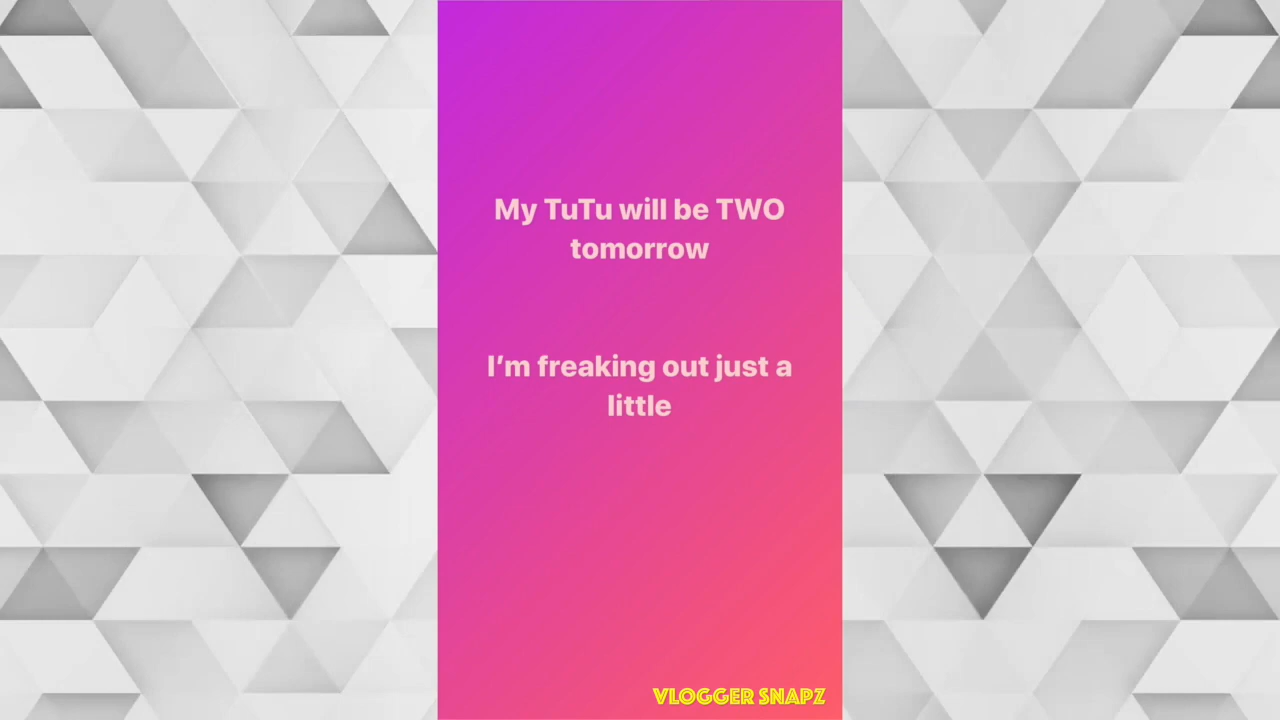 My TuTu will be TWO
tomorrow
I’m freaking out just a
little
VLOGGER SNAPZ